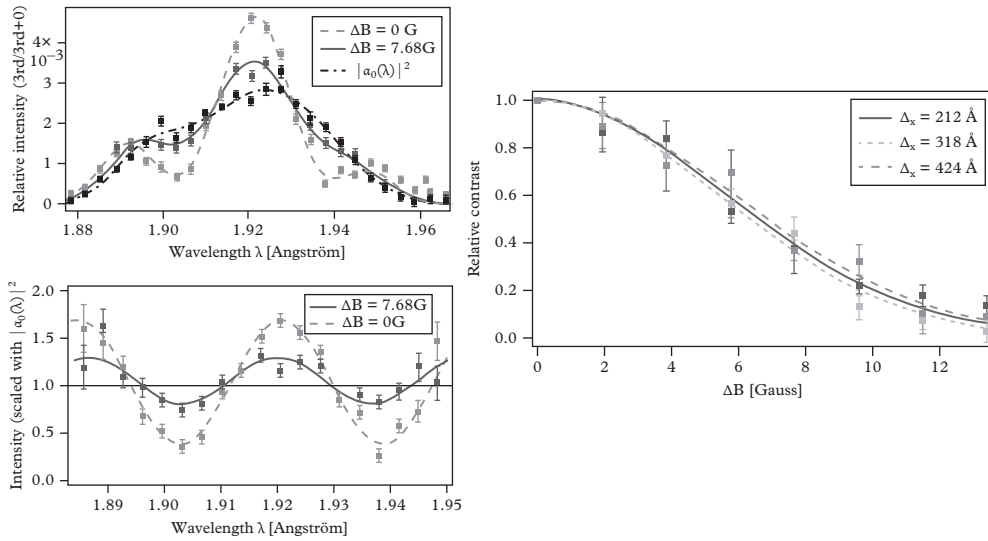 Relative intensity (3rd/3rd+0)
4×
10⁻³
3
2
1
0
ΔB = 0 G
ΔB = 7.68G
|α₀(λ)|²
1.88 1.90 1.92 1.94 1.96
Wavelength λ [Angström]
Intensity (scaled with |α₀(λ)|²
2.0
1.5
1.0
0.5
0.0
ΔB = 7.68G
ΔB = 0G
1.89 1.90 1.91 1.92 1.93 1.94 1.95
Wavelength λ [Angström]
Relative contrast
1.0
0.8
0.6
0.4
0.2
0.0
Δₓ = 212 Å
Δₓ = 318 Å
Δₓ = 424 Å
0 2 4 6 8 10 12
ΔB [Gauss]